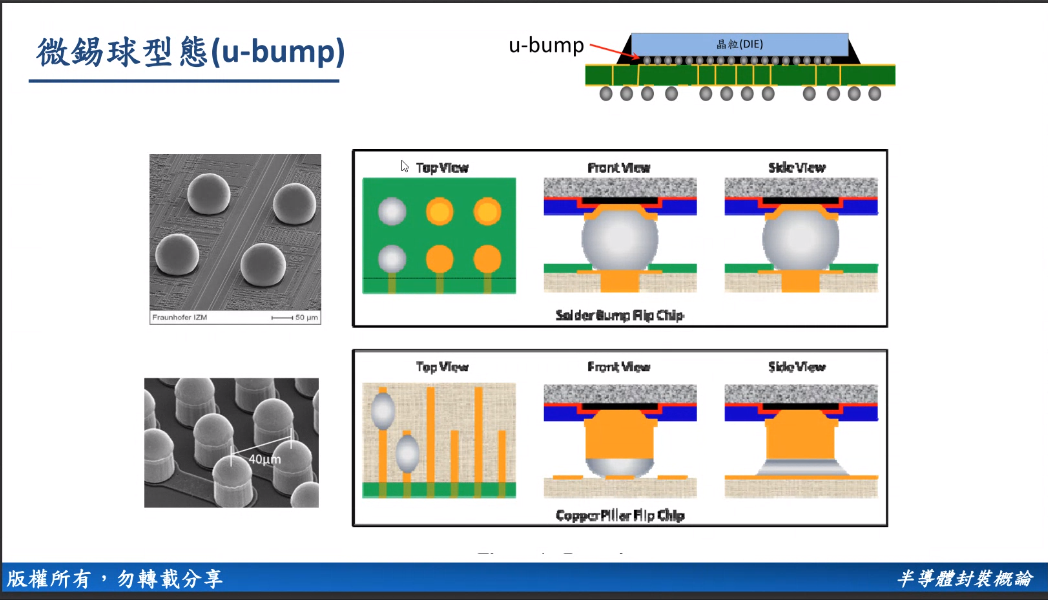 微錫球型態(u-bump)
u-bump
晶粒(DIE)
Top View
Front View
Side View
Solder Bump Flip Chip
Fraunhofer IZM
50 µm
Top View
Front View
Side View
40µm
Copper Pillar Flip Chip
版權所有，勿轉載分享
半導體封裝概論